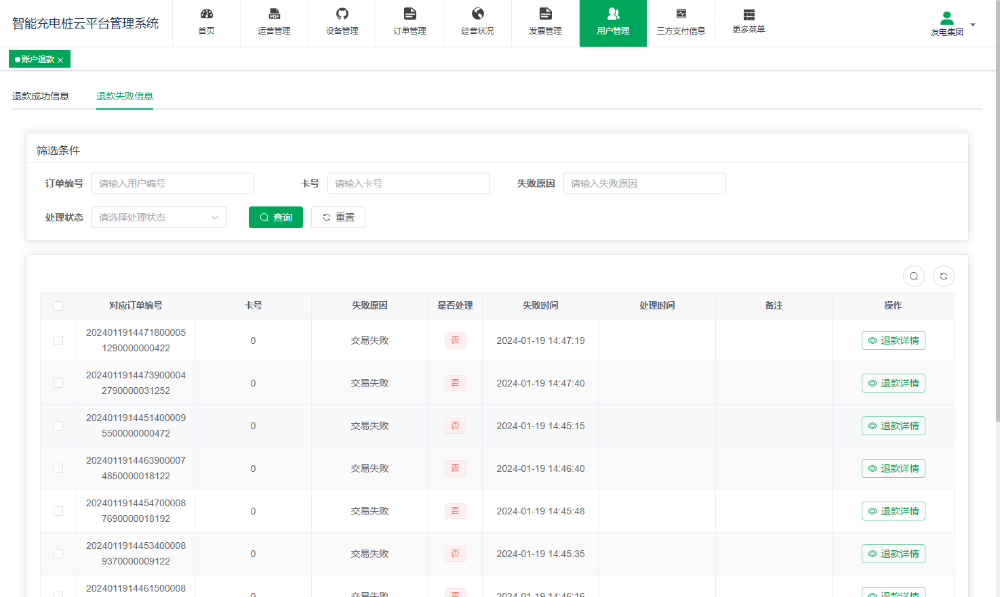 智能充电桩云平台管理系统
首页
运营管理
设备管理
订单管理
经营状况
发票管理
用户管理
三方支付信息
更多菜单
友电集团
账户退款
退款成功信息 退款失败信息
筛选条件
订单编号 请输入用户编号 卡号 请输入卡号 失败原因 请输入失败原因
处理状态 请选择处理状态 查询 重置
对应订单编号 卡号 失败原因 是否处理 失败时间 处理时间 备注 操作
2024011914471800005
1290000000422
0 交易失败 否 2024-01-19 14:47:19 退款详情
2024011914473900004
2790000031252
0 交易失败 否 2024-01-19 14:47:40 退款详情
2024011914451400009
5500000000472
0 交易失败 否 2024-01-19 14:45:15 退款详情
2024011914463900007
4850000018122
0 交易失败 否 2024-01-19 14:46:40 退款详情
2024011914454700008
7690000018192
0 交易失败 否 2024-01-19 14:45:48 退款详情
2024011914453400008
9370000009122
0 交易失败 否 2024-01-19 14:45:35 退款详情
2024011914461500008
0 交易失败 否 2024-01-19 14:46:16 退款详情